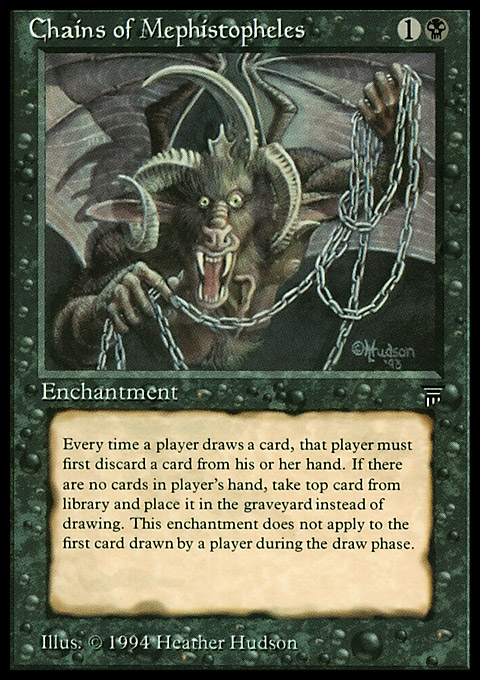 Chains of Mephistopheles 1
©Hudson
'93
Enchantment
Every time a player draws a card, that player must
first discard a card from his or her hand. If there
are no cards in player's hand, take top card from
library and place it in the graveyard instead of
drawing. This enchantment does not apply to the
first card drawn by a player during the draw phase.
Illus. © 1994 Heather Hudson